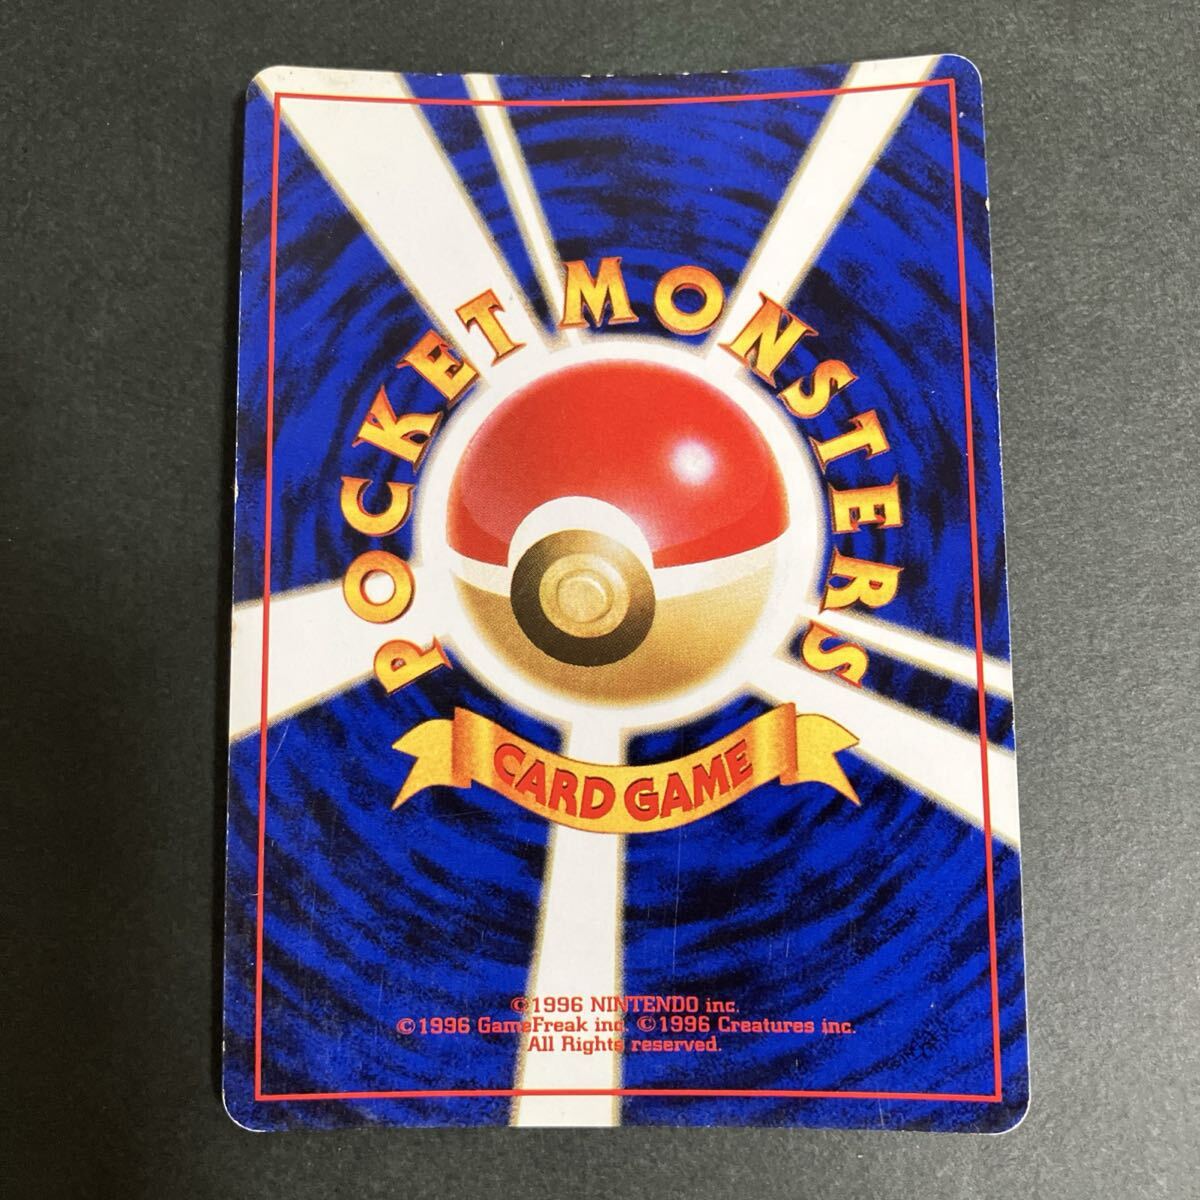 POCKET MONSTERS
CARD GAME
©1996 NINTENDO inc.
©1996 GameFreak inc. ©1996 Creatures inc.
All Rights reserved.